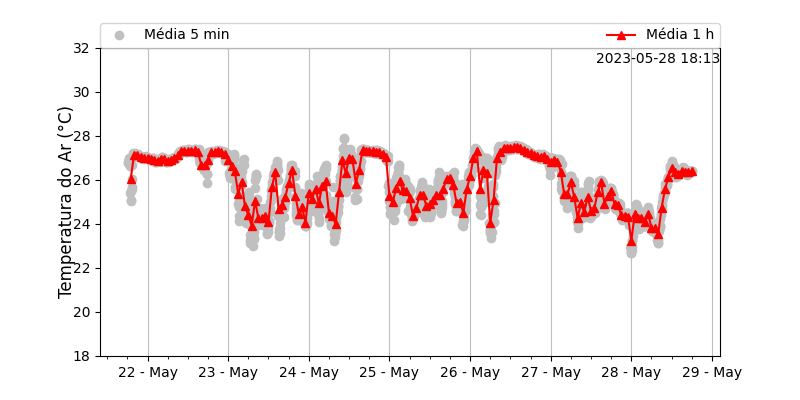 Média 5 min
Média 1 h
2023-05-28 18:13
Temperatura do Ar (°C)
32
30
28
26
24
22
20
18
22 - May
23 - May
24 - May
25 - May
26 - May
27 - May
28 - May
29 - May